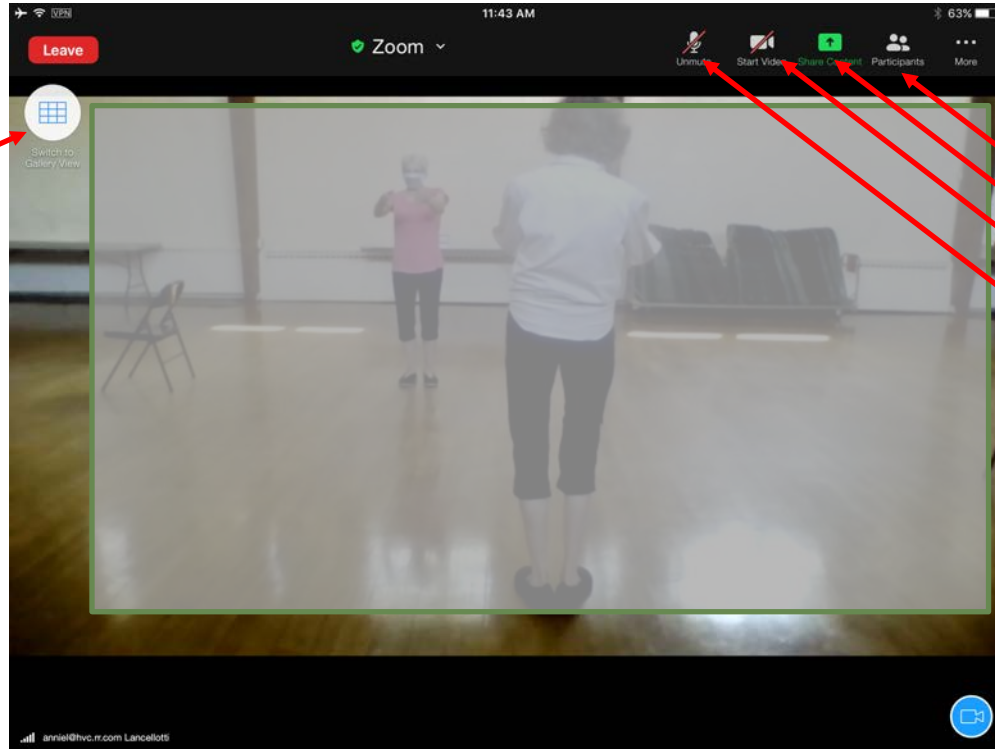 VPN
11:43 AM
63%
Leave
Zoom
Unmute
Start Video
Share Content
Participants
More
Switch to
Gallery View
anniel@hvc.rr.com Lancellotti